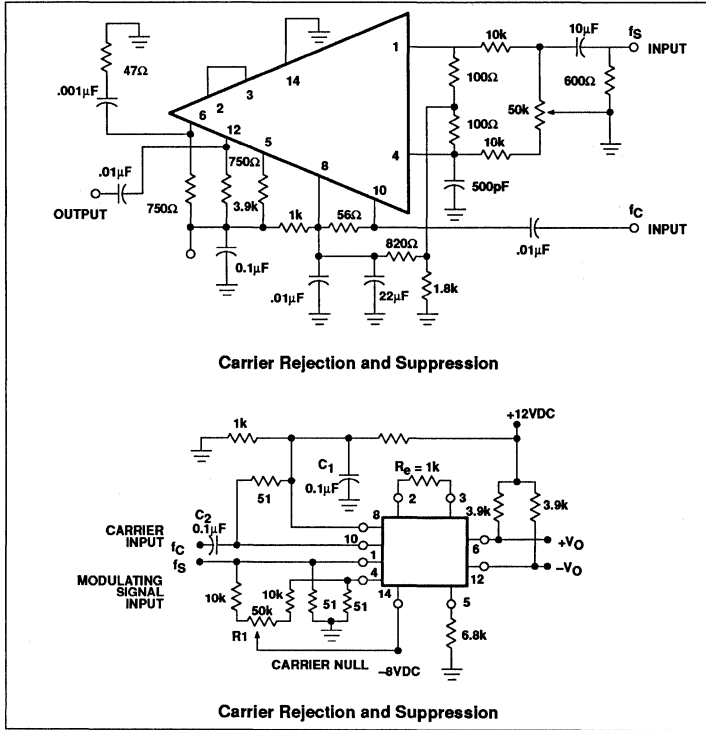 47Ω
.001μF
14
3
2
6
12
5
1
4
8
10
10k
10μF
fS
INPUT
100Ω
100Ω
50k
600Ω
10k
500pF
.01μF
OUTPUT
750Ω
750Ω
3.9k
1k
56Ω
820Ω
fC
INPUT
.01μF
0.1μF
.01μF
22μF
1.8k
Carrier Rejection and Suppression
+12VDC
1k
C1
0.1μF
Re = 1k
2
3
3.9k
3.9k
51
C2
0.1μF
CARRIER
INPUT
fC
fS
MODULATING
SIGNAL
INPUT
8
10
1
4
14
6
12
5
+VO
−VO
10k
50k
10k
51
51
R1
CARRIER NULL
−8VDC
6.8k
Carrier Rejection and Suppression